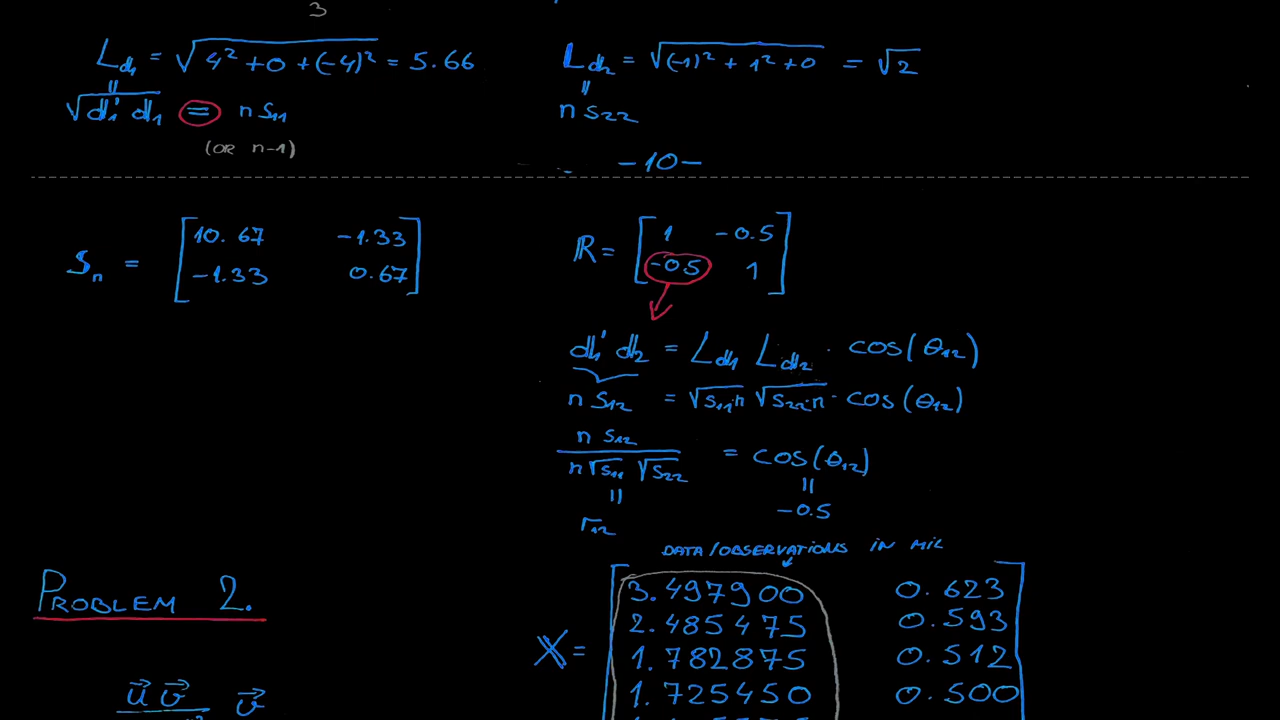 3
L_d1 = √(4² + 0 + (-4)²) = 5.66
L_d2 = √((-1)² + 1² + 0) = √2
॥
√(d1' d1) = n s11
॥
n s22
(OR n-1)
-10-
S_n = [10.67 -1.33
-1.33 0.67]
R = [1 -0.5
-0.5 1]
d1' d2 = L_d1 L_d2 · cos(θ12)
n s12 = √(s11·n) √(s22·n) · cos(θ12)
n s12 / (n √s11 √s22) = cos(θ12)
॥ ॥
r12 -0.5
DATA/OBSERVATIONS IN MIL
PROBLEM 2.
X = [3.497900 0.623
2.485475 0.593
1.782875 0.512
1.725450 0.500
u⃗ v⃗ v⃗